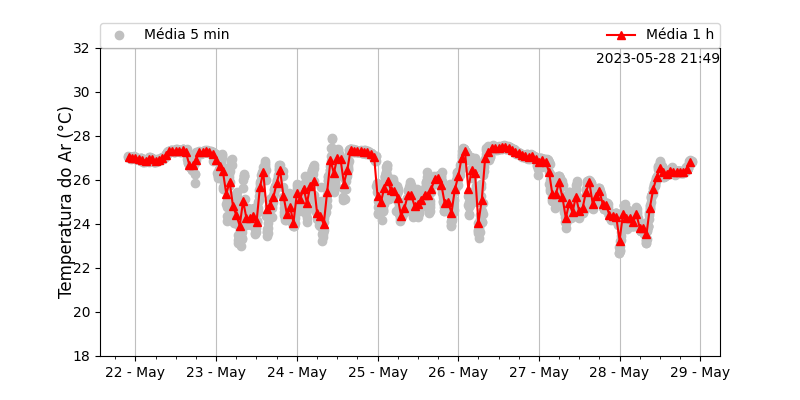 Média 5 min
Média 1 h
2023-05-28 21:49
Temperatura do Ar (°C)
32
30
28
26
24
22
20
18
22 - May
23 - May
24 - May
25 - May
26 - May
27 - May
28 - May
29 - May